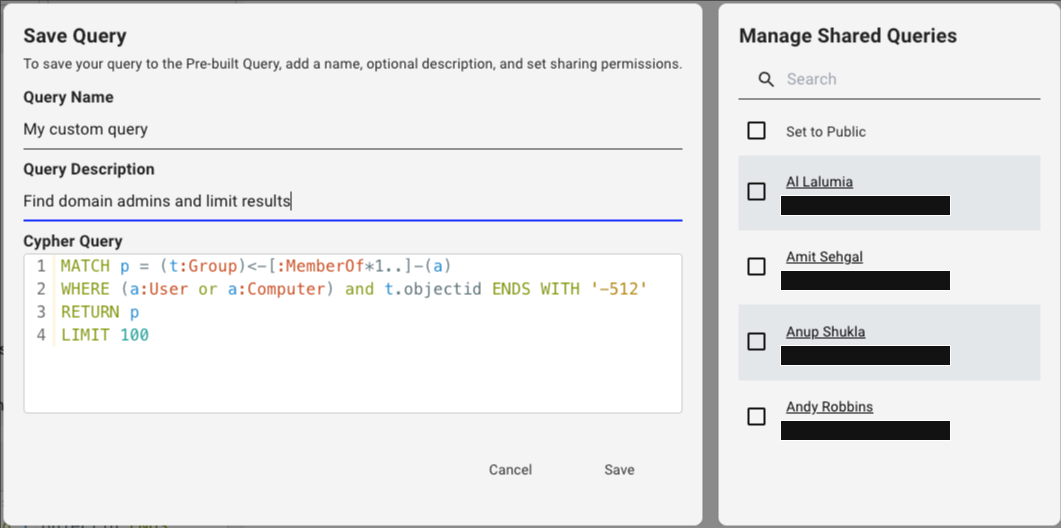 Save Query
To save your query to the Pre-built Query, add a name, optional description, and set sharing permissions.
Query Name
My custom query
Query Description
Find domain admins and limit results
Cypher Query
1 MATCH p = (t:Group)<-[:MemberOf*1..]-(a)
2 WHERE (a:User or a:Computer) and t.objectid ENDS WITH '-512'
3 RETURN p
4 LIMIT 100
Cancel
Save
Manage Shared Queries
Search
Set to Public
Al Lalumia
Amit Sehgal
Anup Shukla
Andy Robbins